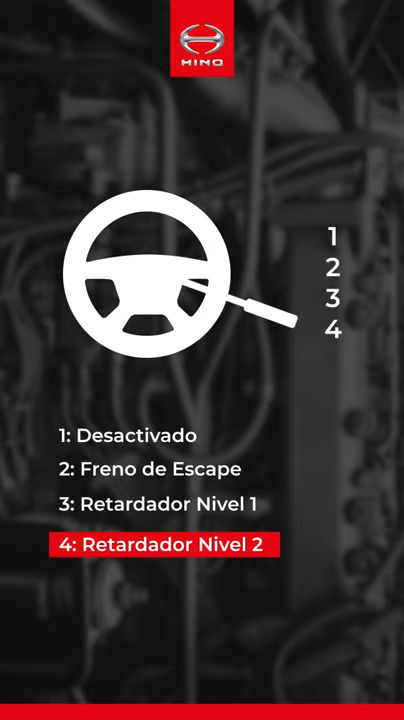 HINO
1
2
3
4
1: Desactivado
2: Freno de Escape
3: Retardador Nivel 1
4: Retardador Nivel 2